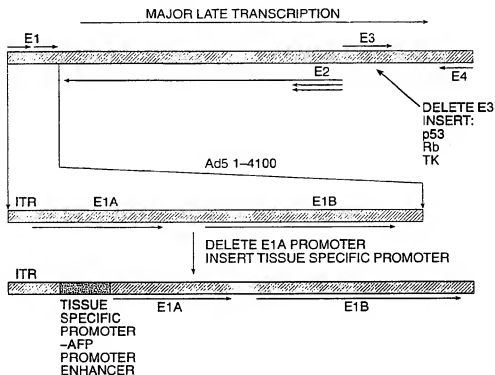 MAJOR LATE TRANSCRIPTION
E1
E3
E2
E4
DELETE E3
INSERT:
p53
Rb
TK
Ad5 1–4100
ITR E1A E1B
DELETE E1A PROMOTER
INSERT TISSUE SPECIFIC PROMOTER
ITR
E1A E1B
TISSUE
SPECIFIC
PROMOTER
–AFP
PROMOTER
ENHANCER